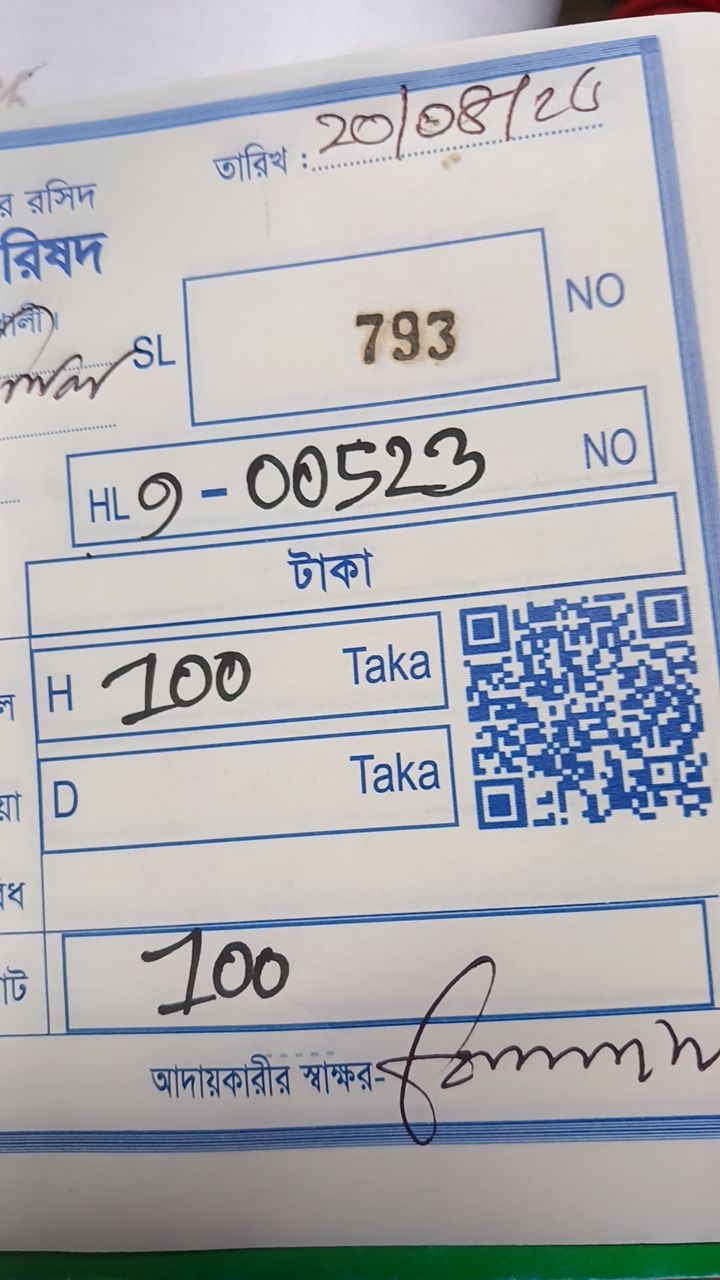 তারিখ : 20/08/26
র রসিদ
রিষদ
SL 793 NO
HL 9-00523 NO
টাকা
H 100 Taka
D Taka
100
আদায়কারীর স্বাক্ষর-